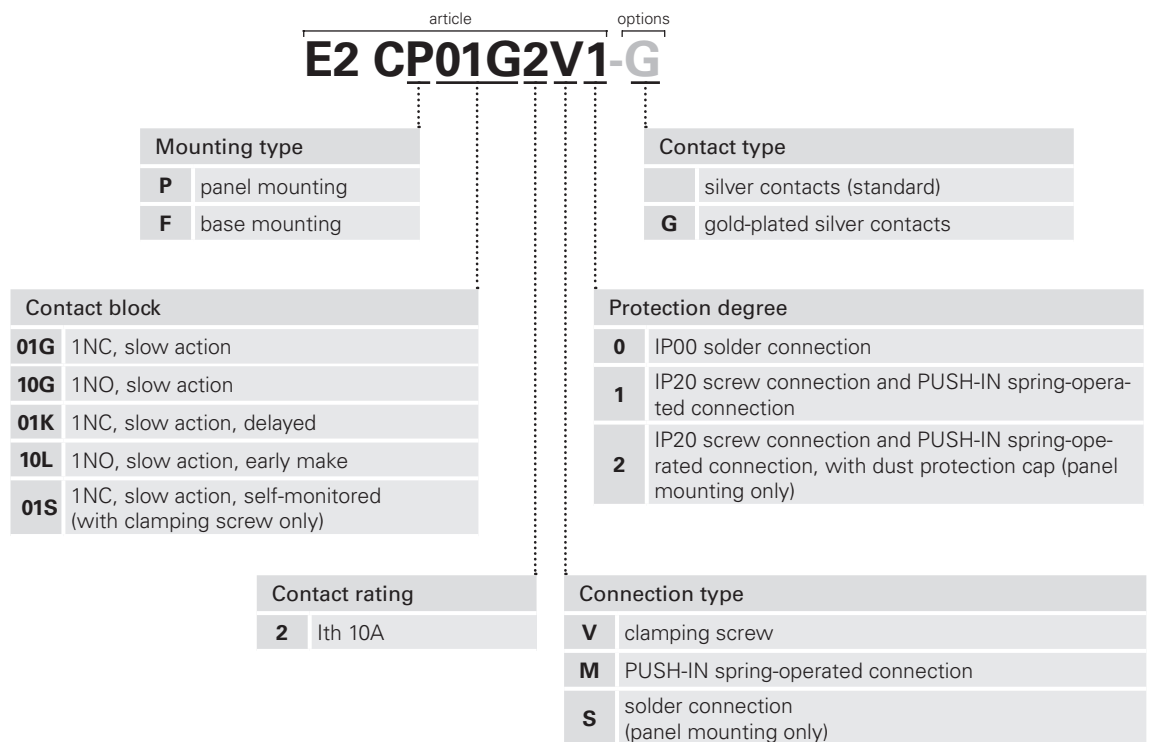 article options
E2 CP01G2V1-G
Mounting type
P panel mounting
F base mounting
Contact type
silver contacts (standard)
G gold-plated silver contacts
Contact block
01G 1NC, slow action
10G 1NO, slow action
01K 1NC, slow action, delayed
10L 1NO, slow action, early make
01S 1NC, slow action, self-monitored
(with clamping screw only)
Protection degree
0 IP00 solder connection
1 IP20 screw connection and PUSH-IN spring-opera-
ted connection
2 IP20 screw connection and PUSH-IN spring-ope-
rated connection, with dust protection cap (panel
mounting only)
Contact rating
2 Ith 10A
Connection type
V clamping screw
M PUSH-IN spring-operated connection
S solder connection
(panel mounting only)